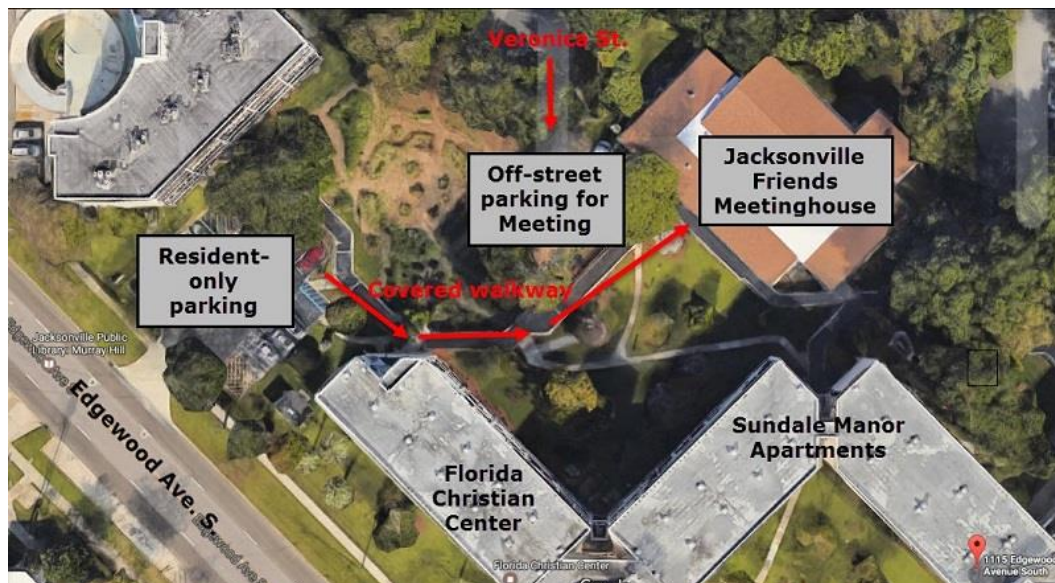 Veronica St.
Off-street
parking for
Meeting
Jacksonville
Friends
Meetinghouse
Resident-
only
parking
Covered walkway
Jacksonville Public
Library: Murray Hill
Edgewood Ave. S.
Sundale Manor
Apartments
Florida
Christian
Center
Florida Christian Center
1115 Edgewood
Avenue South